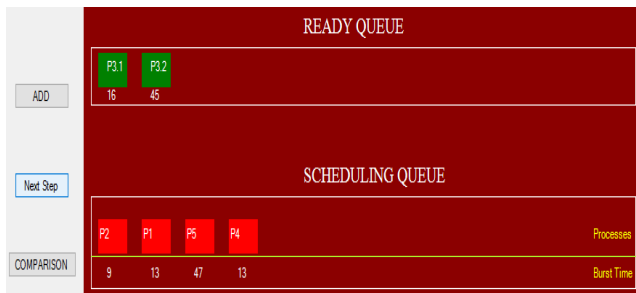 READY QUEUE
P3.1 P3.2
16 45
ADD
SCHEDULING QUEUE
Next Step
P2 P1 P5 P4 Processes
COMPARISON
9 13 47 13 Burst Time